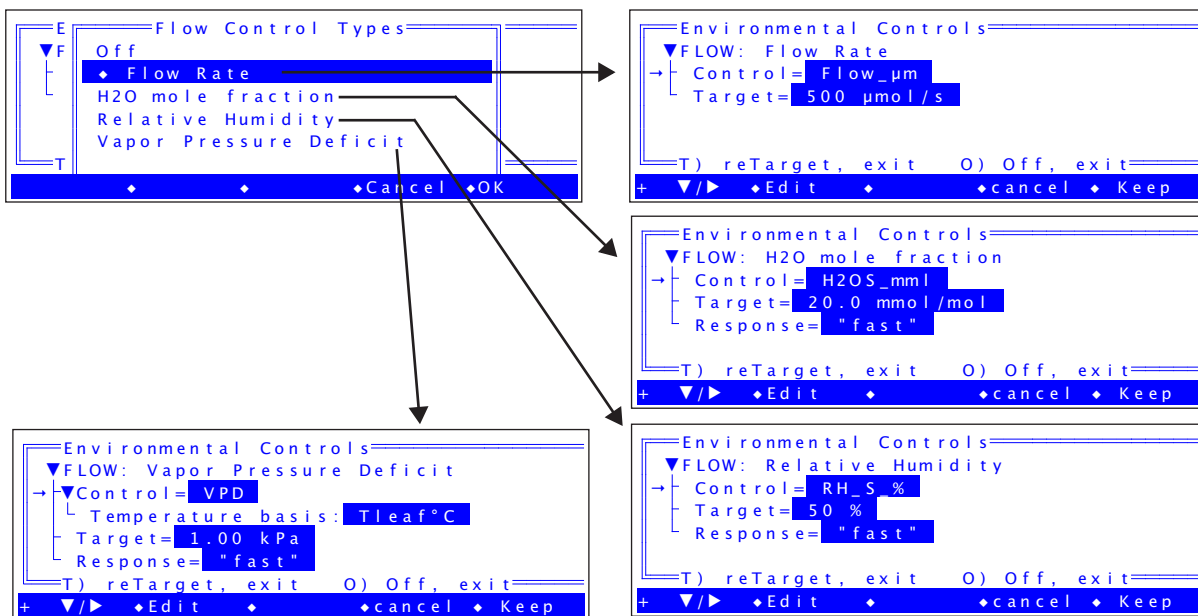 E
Flow Control Types
▼F Off
◆ Flow Rate
H2O mole fraction
Relative Humidity
Vapor Pressure Deficit
T
◆ ◆ ◆Cancel ◆OK
Environmental Controls
▼FLOW: Flow Rate
→ Control= Flow_µm
Target= 500 µmol/s
T) reTarget, exit O) Off, exit
+ ▼/▶ ◆Edit ◆ ◆cancel ◆ Keep
Environmental Controls
▼FLOW: H2O mole fraction
→ Control= H2OS_mml
Target= 20.0 mmol/mol
Response= "fast"
T) reTarget, exit O) Off, exit
+ ▼/▶ ◆Edit ◆ ◆cancel ◆ Keep
Environmental Controls
▼FLOW: Vapor Pressure Deficit
→ ▼Control= VPD
Temperature basis: Tleaf°C
Target= 1.00 kPa
Response= "fast"
T) reTarget, exit O) Off, exit
+ ▼/▶ ◆Edit ◆ ◆cancel ◆ Keep
Environmental Controls
▼FLOW: Relative Humidity
→ Control= RH_S_%
Target= 50 %
Response= "fast"
T) reTarget, exit O) Off, exit
+ ▼/▶ ◆Edit ◆ ◆cancel ◆ Keep